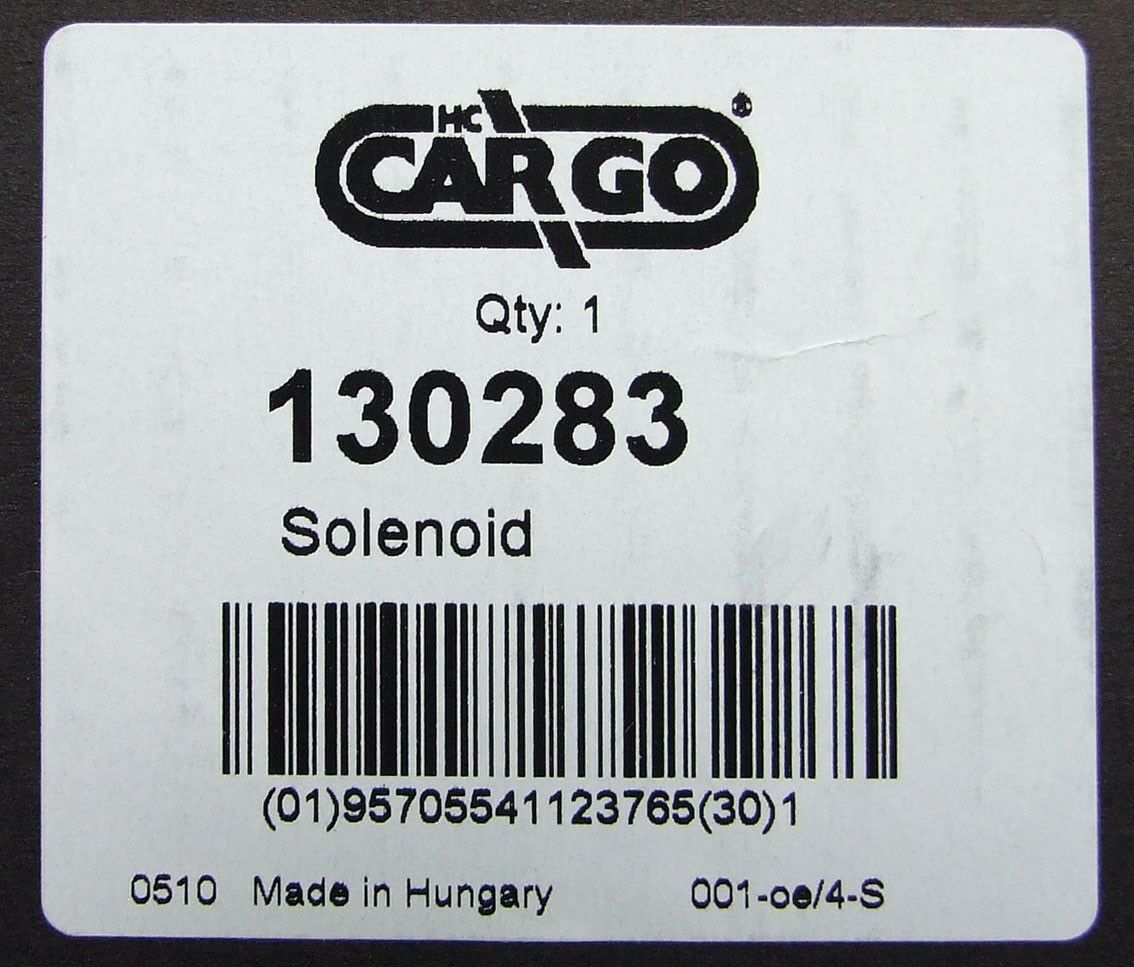 HC
CARGO®
Qty: 1
130283
Solenoid
(01)95705541123765(30)1
0510 Made in Hungary 001-oe/4-S